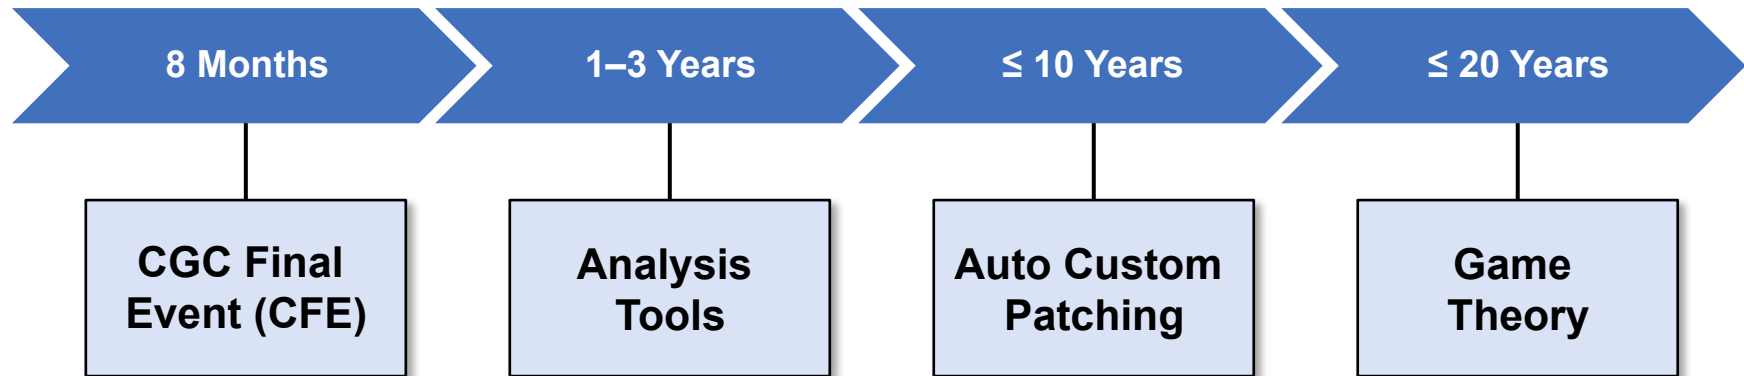 8 Months
1–3 Years
≤ 10 Years
≤ 20 Years
CGC Final
Event (CFE)
Analysis
Tools
Auto Custom
Patching
Game
Theory